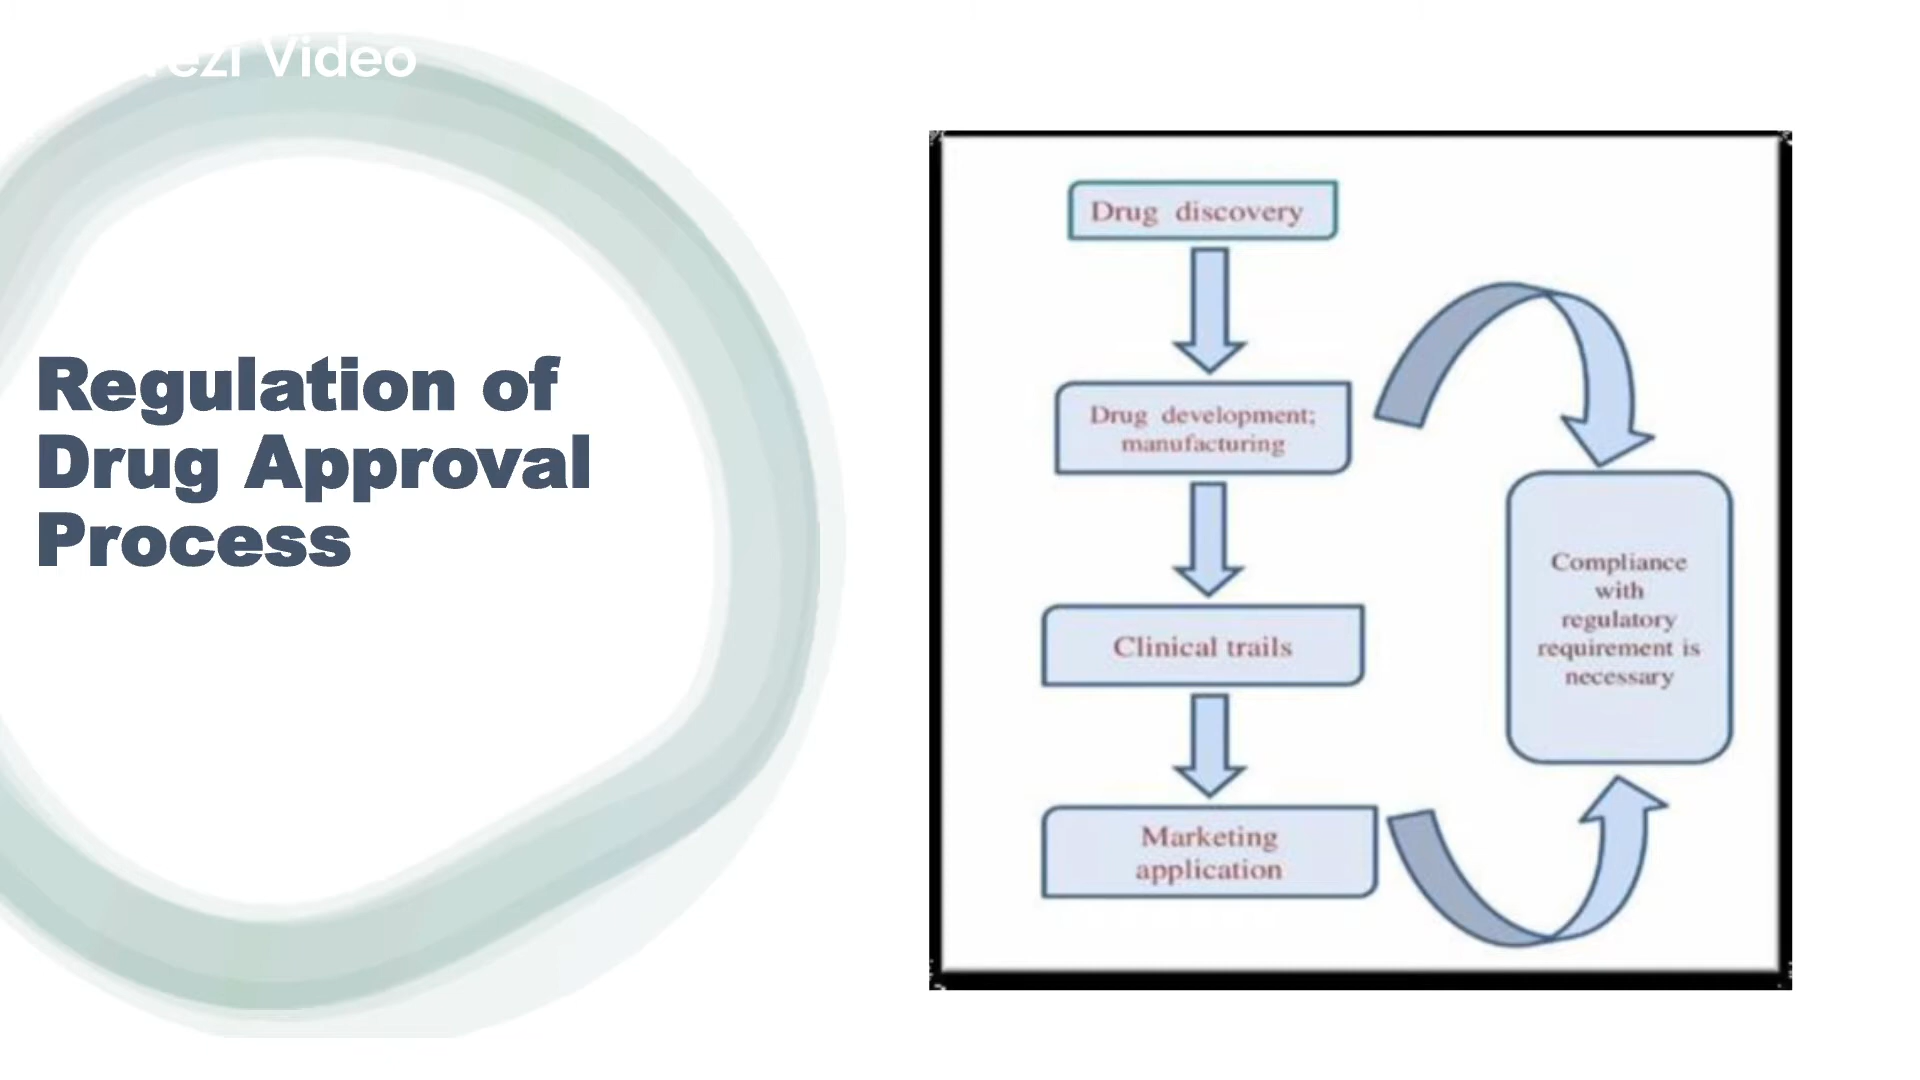 Video
Regulation of
Drug Approval
Process
Drug discovery
Drug development;
manufacturing
Clinical trails
Marketing
application
Compliance
with
regulatory
requirement is
necessary